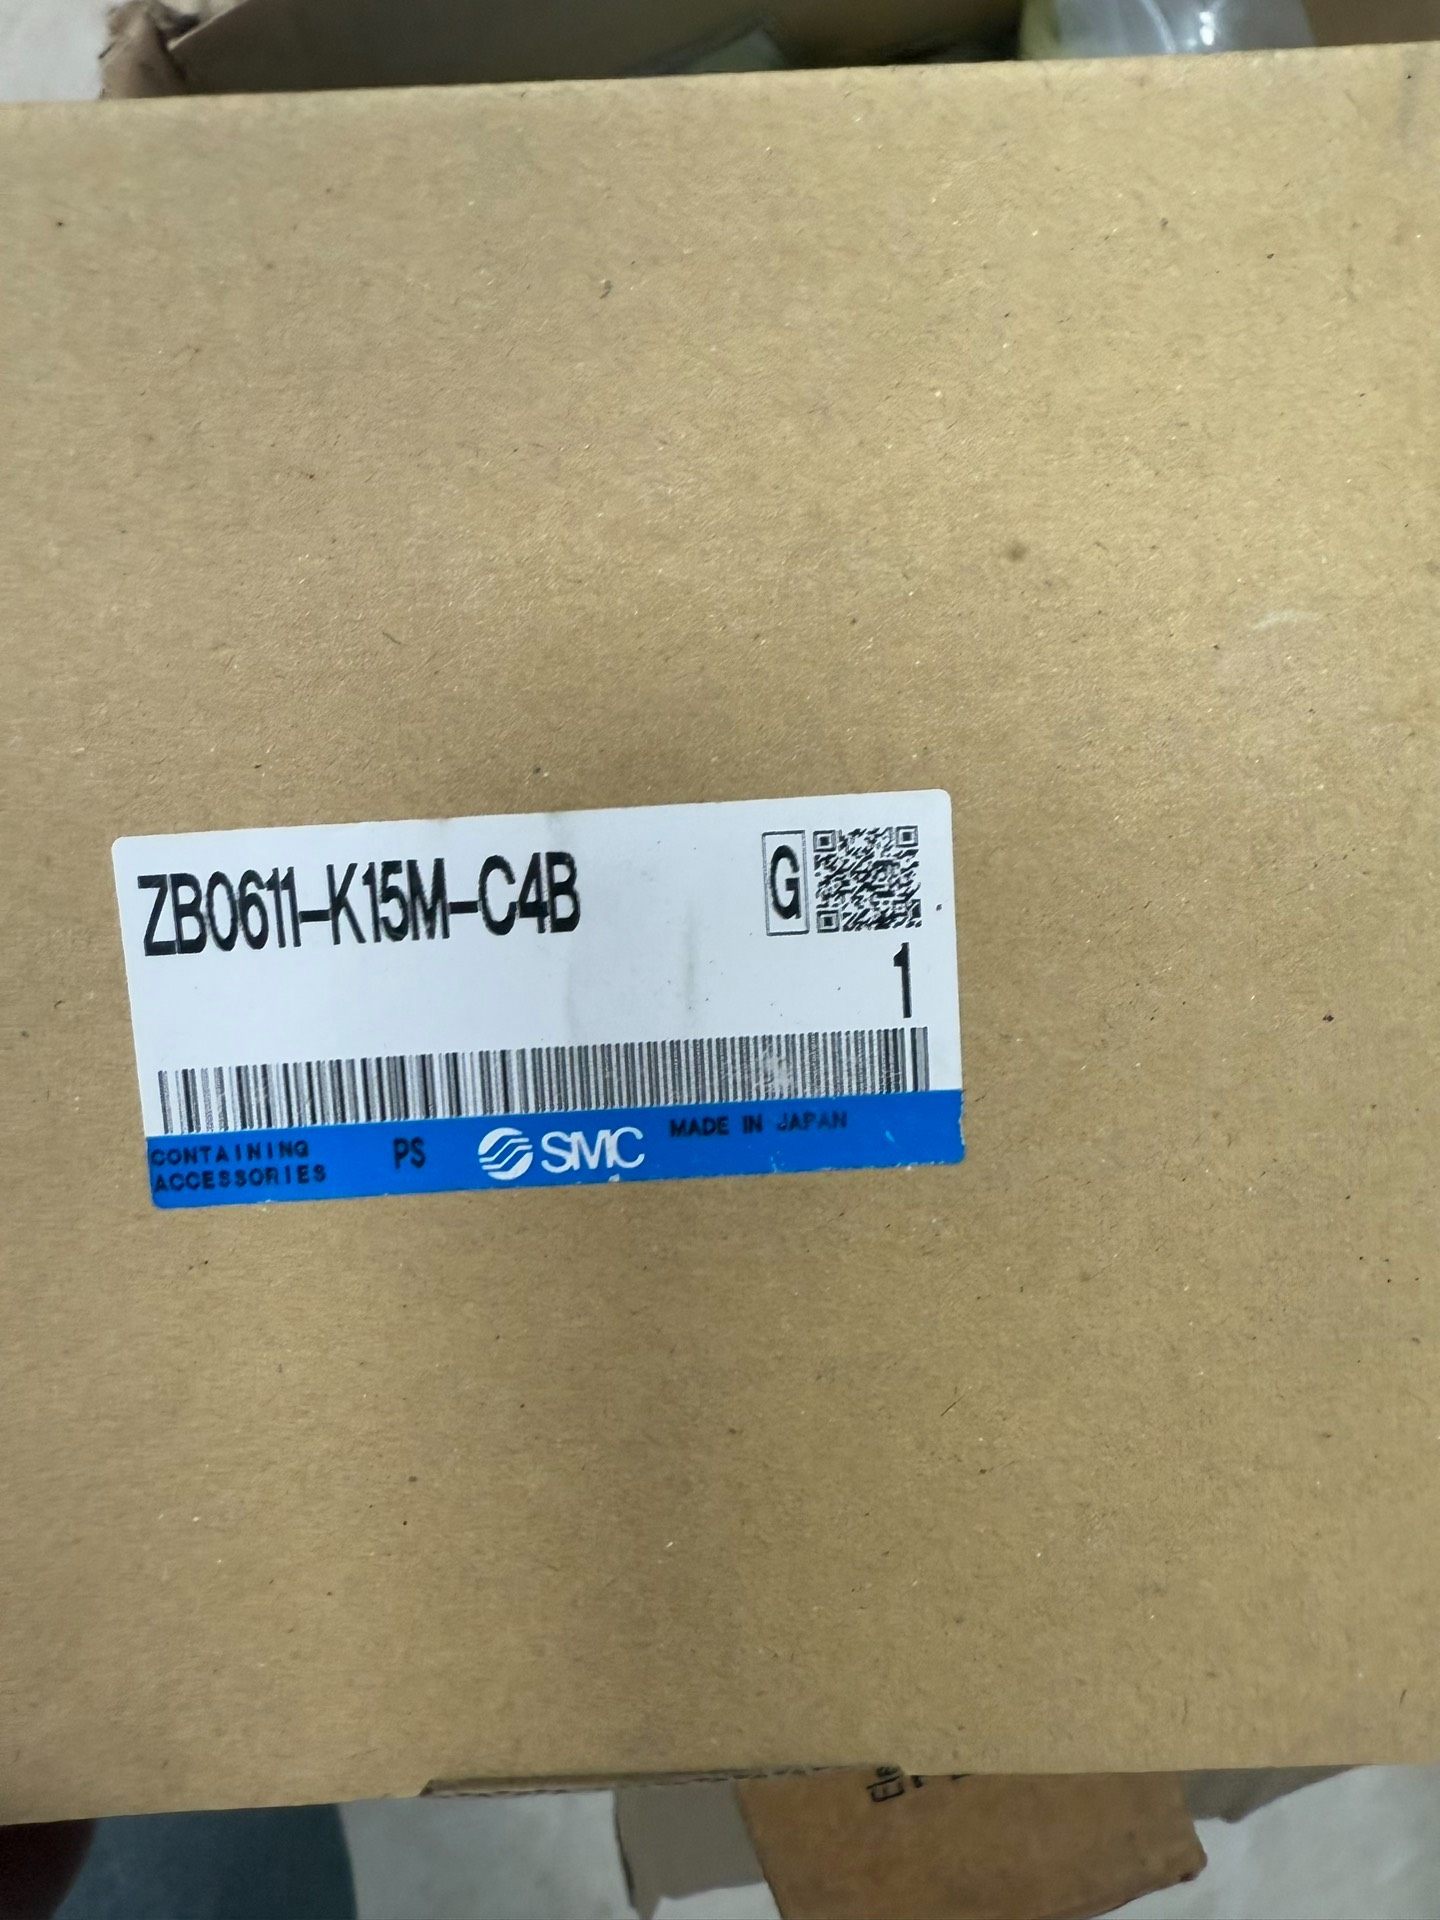 ZB0611-K15M-C4B
G
1
CONTAINING
ACCESSORIES
PS
SMC
MADE IN JAPAN